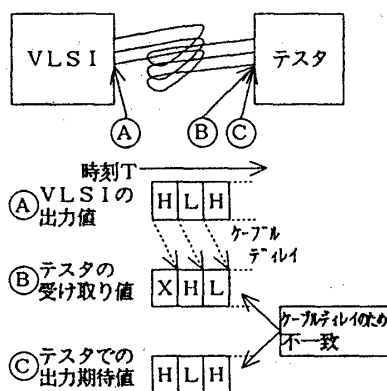 VLSI
テスタ
Ⓐ
Ⓑ
Ⓒ
時刻T
Ⓐ VLSIの
出力値
H L H
ケーブル
ディレイ
Ⓑ テスタの
受け取り値
X H L
ケーブルディレイのため
不一致
Ⓒ テスタでの
出力期待値
H L H